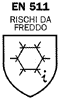 EN 511
RISCHI DA
FREDDO
i